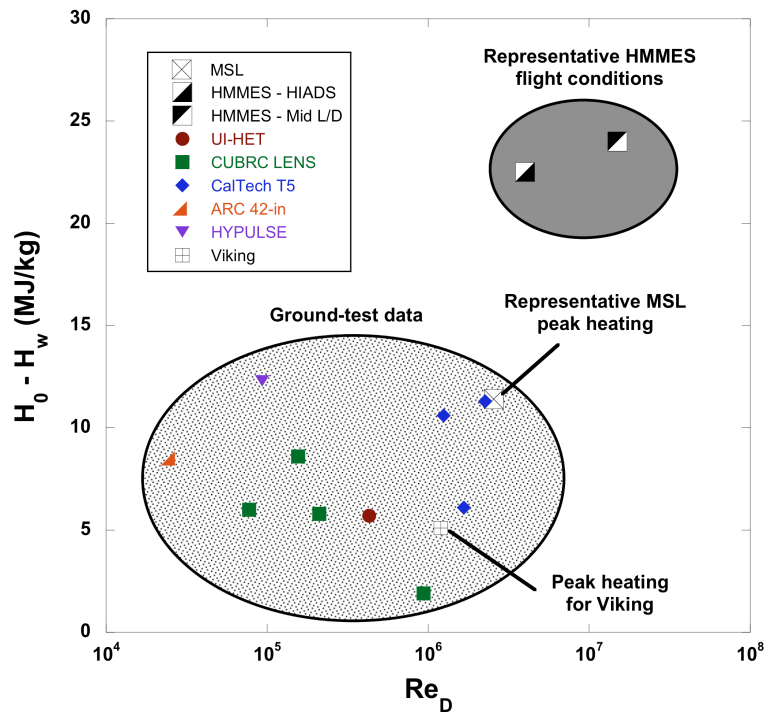 30
25
20
15
10
5
0
H0 - Hw (MJ/kg)
MSL
HMMES - HIADS
HMMES - Mid L/D
UI-HET
CUBRC LENS
CalTech T5
ARC 42-in
HYPULSE
Viking
Representative HMMES
flight conditions
Ground-test data
Representative MSL
peak heating
Peak heating
for Viking
10^4 10^5 10^6 10^7 10^8
ReD